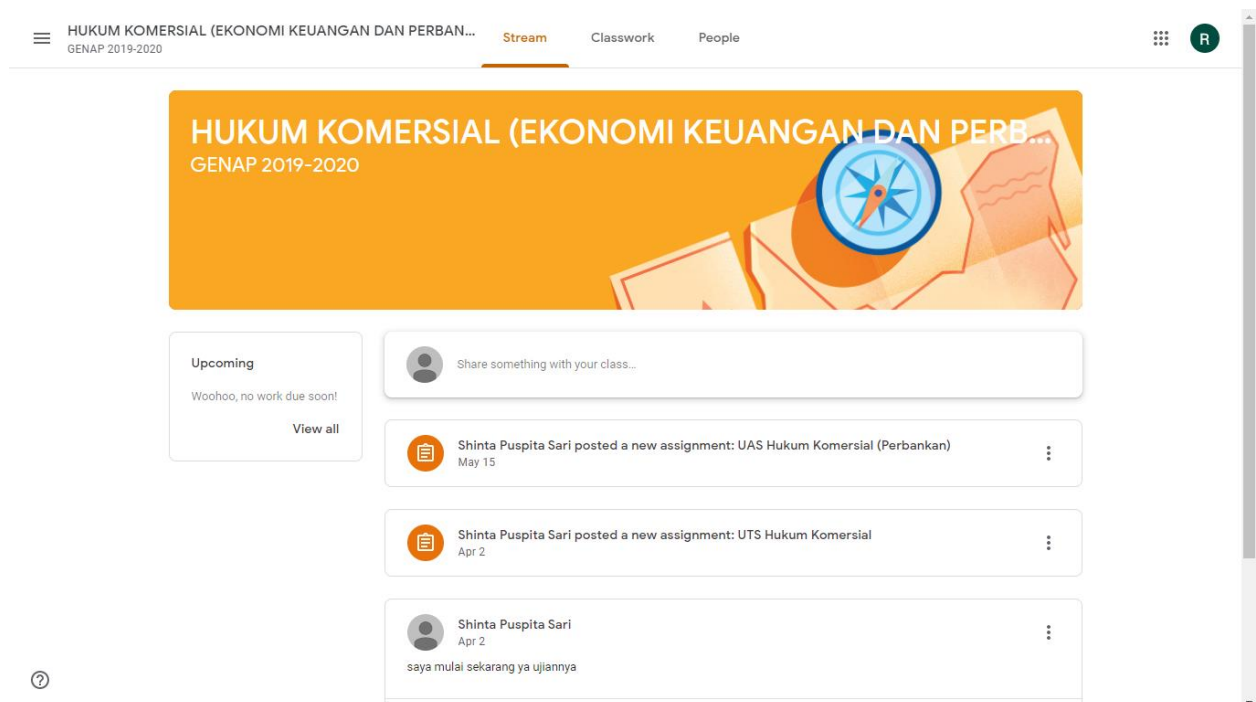 HUKUM KOMERSIAL (EKONOMI KEUANGAN DAN PERBAN...
GENAP 2019-2020
Stream
Classwork
People
R
HUKUM KOMERSIAL (EKONOMI KEUANGAN DAN PERB...
GENAP 2019-2020
Upcoming
Woohoo, no work due soon!
View all
Share something with your class...
Shinta Puspita Sari posted a new assignment: UAS Hukum Komersial (Perbankan)
May 15
Shinta Puspita Sari posted a new assignment: UTS Hukum Komersial
Apr 2
Shinta Puspita Sari
Apr 2
saya mulai sekarang ya ujiannya